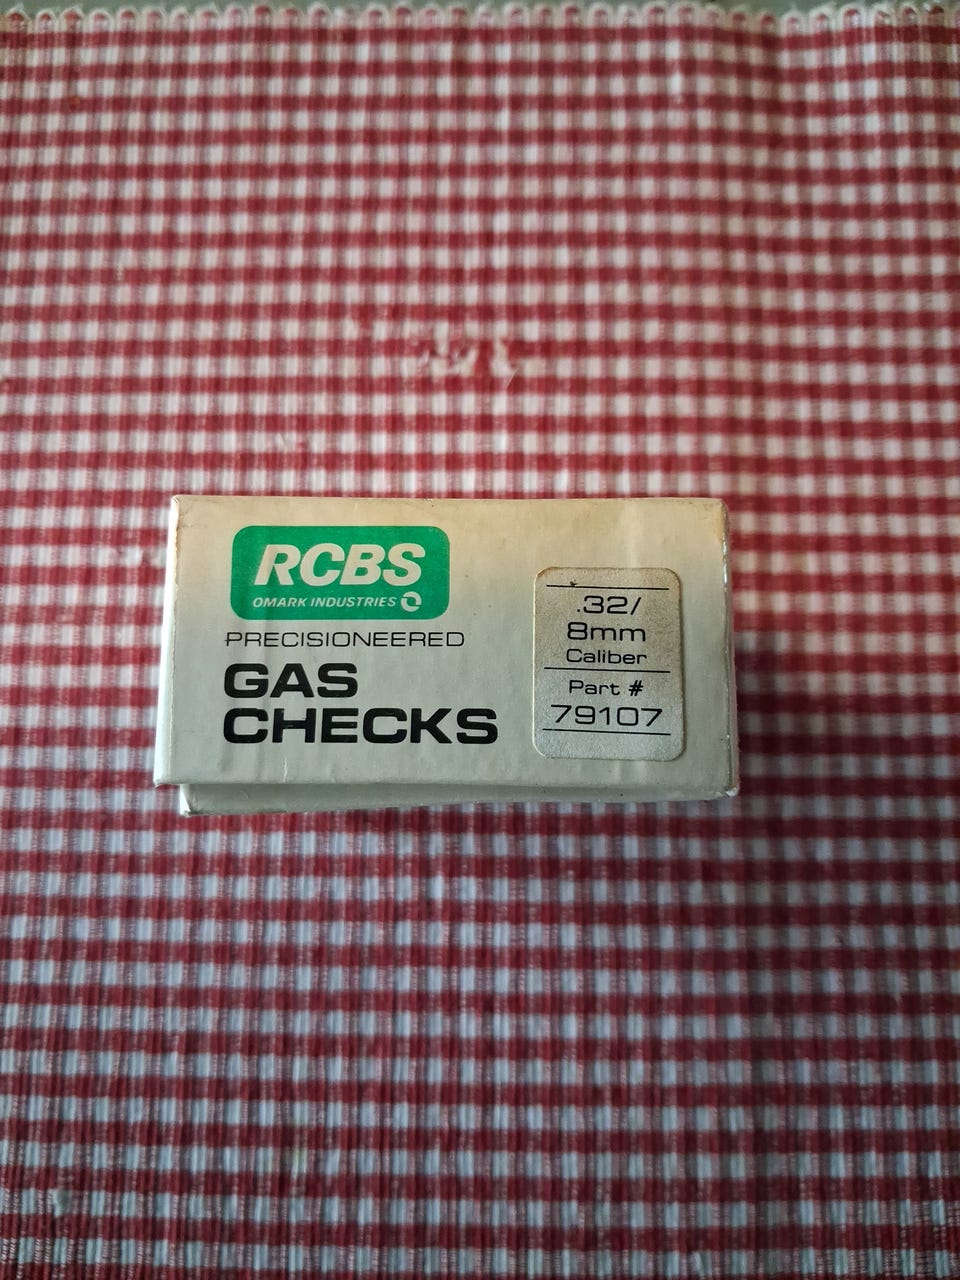 RCBS
OMARK INDUSTRIES
PRECISIONEERED
GAS
CHECKS
.32/
8mm
Caliber
Part #
79107